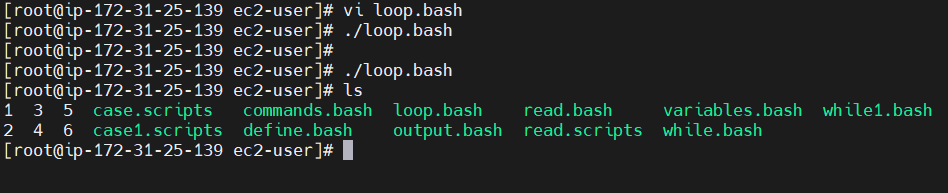 [root@ip-172-31-25-139 ec2-user]# vi loop.bash
[root@ip-172-31-25-139 ec2-user]# ./loop.bash
[root@ip-172-31-25-139 ec2-user]#
[root@ip-172-31-25-139 ec2-user]# ./loop.bash
[root@ip-172-31-25-139 ec2-user]# ls
1  3  5  case.scripts   commands.bash  loop.bash    read.bash     variables.bash  while1.bash
2  4  6  case1.scripts  define.bash    output.bash  read.scripts  while.bash
[root@ip-172-31-25-139 ec2-user]#